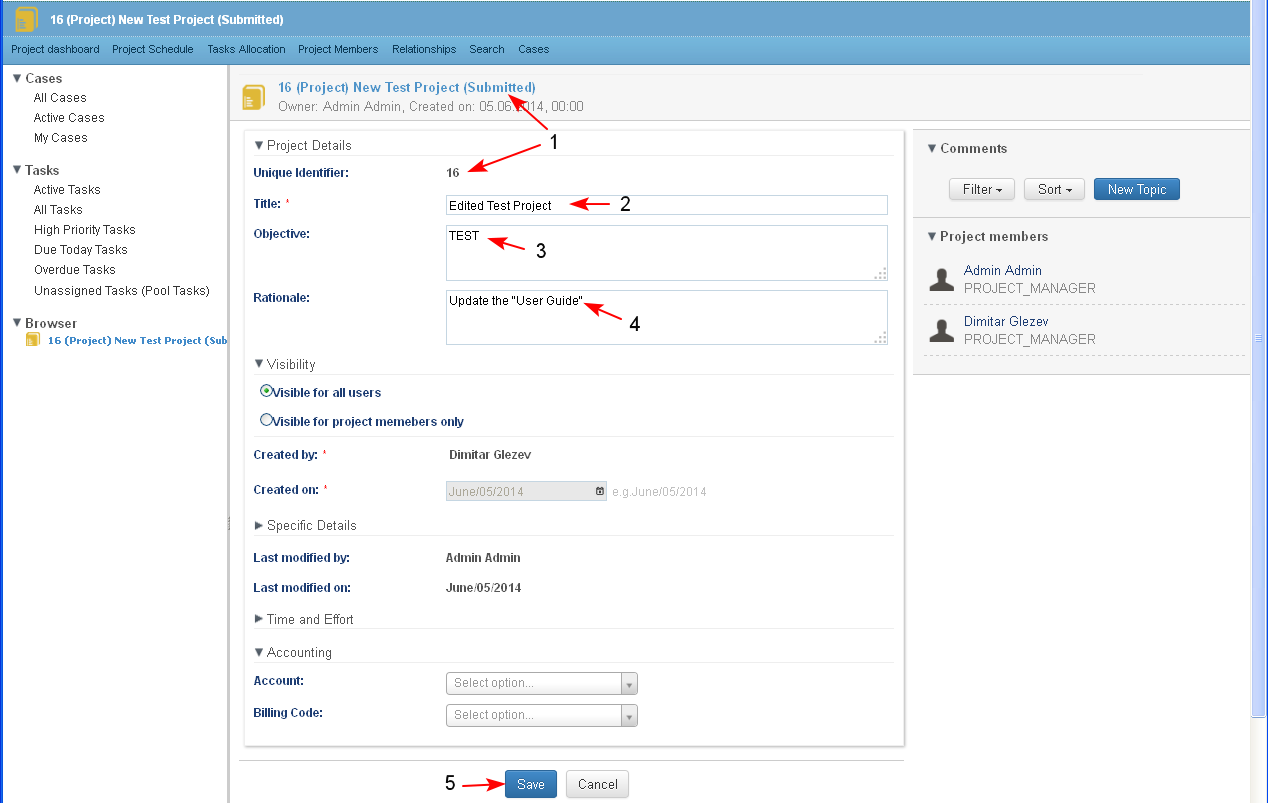 16 (Project) New Test Project (Submitted)
Project dashboard Project Schedule Tasks Allocation Project Members Relationships Search Cases
Cases
All Cases
Active Cases
My Cases
Tasks
Active Tasks
All Tasks
High Priority Tasks
Due Today Tasks
Overdue Tasks
Unassigned Tasks (Pool Tasks)
Browser
16 (Project) New Test Project (Sub
16 (Project) New Test Project (Submitted)
Owner: Admin Admin, Created on: 05.06.2014, 00:00
1
Project Details
Unique Identifier: 16
Title: * Edited Test Project 2
Objective: TEST 3
Rationale: Update the "User Guide" 4
Visibility
Visible for all users
Visible for project memebers only
Created by: * Dimitar Glezev
Created on: * June/05/2014 e.g.June/05/2014
Specific Details
Last modified by: Admin Admin
Last modified on: June/05/2014
Time and Effort
Accounting
Account: Select option...
Billing Code: Select option...
5 Save Cancel
Comments
Filter Sort New Topic
Project members
Admin Admin
PROJECT_MANAGER
Dimitar Glezev
PROJECT_MANAGER